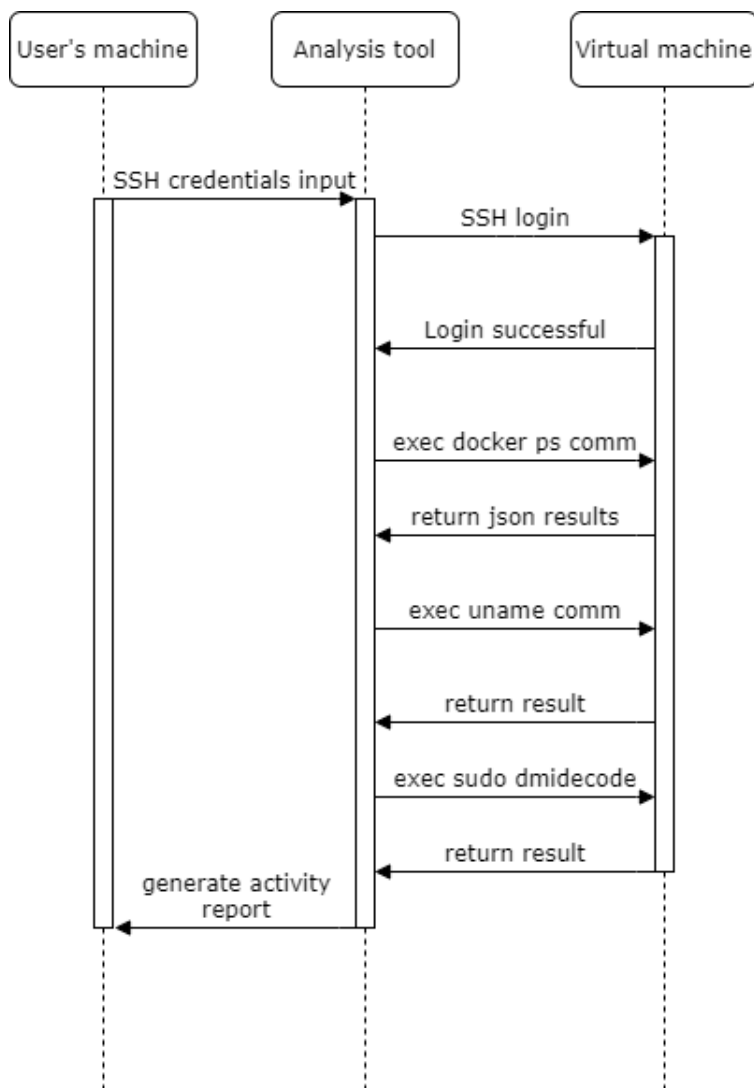 User's machine
Analysis tool
Virtual machine
SSH credentials input
SSH login
Login successful
exec docker ps comm
return json results
exec uname comm
return result
exec sudo dmidecode
return result
generate activity
report